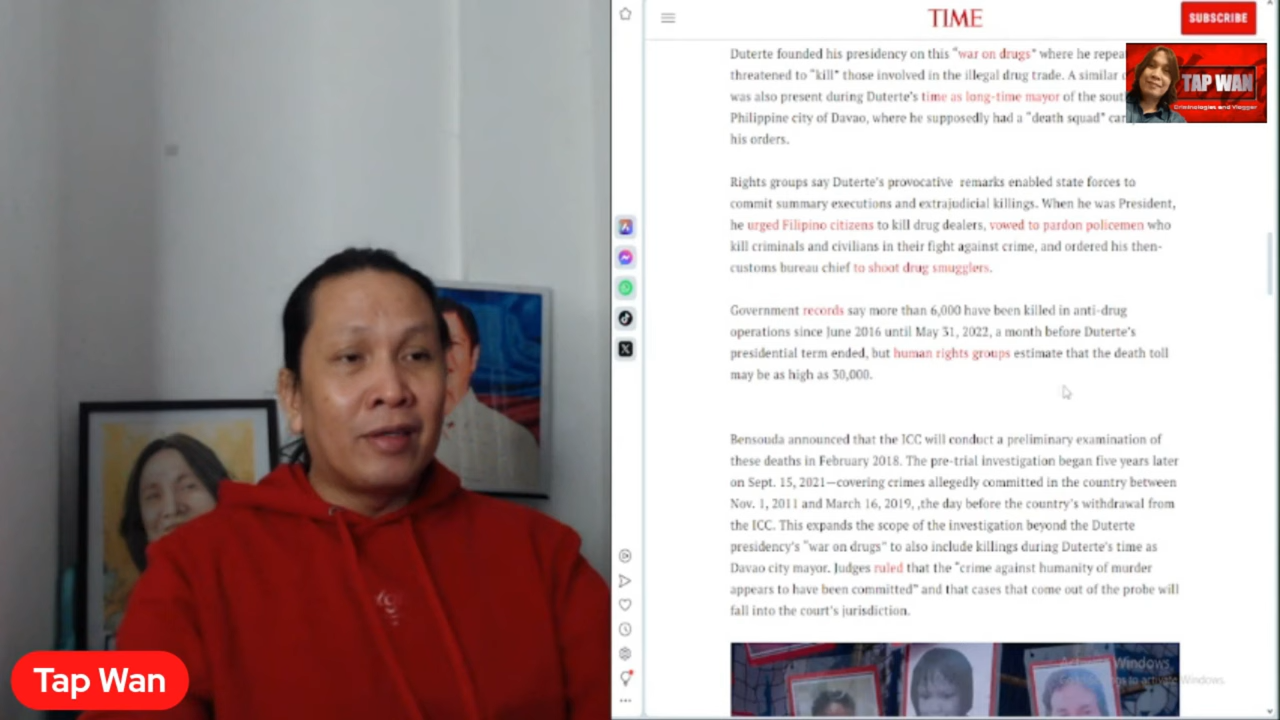 TIME
SUBSCRIBE
TAP WAN
Criminologist and Vlogger
Duterte founded his presidency on this “war on drugs” where he
threatened to “kill” those involved in the illegal drug trade. A similar
was also present during Duterte’s time as long-time mayor of the
Philippine city of Davao, where he supposedly had a “death squad”
his orders.
Rights groups say Duterte’s provocative remarks enabled state forces to
commit summary executions and extrajudicial killings. When he was President,
he urged Filipino citizens to kill drug dealers, vowed to pardon policemen who
kill criminals and civilians in their fight against crime, and ordered his then-
customs bureau chief to shoot drug smugglers.
Government records say more than 6,000 have been killed in anti-drug
operations since June 2016 until May 31, 2022, a month before Duterte’s
presidential term ended, but human rights groups estimate that the death toll
may be as high as 30,000.
Bensouda announced that the ICC will conduct a preliminary examination of
these deaths in February 2018. The pre-trial investigation began five years later
on Sept. 15, 2021—covering crimes allegedly committed in the country between
Nov. 1, 2011 and March 16, 2019, ,the day before the country’s withdrawal from
the ICC. This expands the scope of the investigation beyond the Duterte
presidency’s “war on drugs” to also include killings during Duterte’s time as
Davao city mayor. Judges ruled that the “crime against humanity of murder
appears to have been committed” and that cases that come out of the probe will
fall into the court’s jurisdiction.
Activate Windows
to activate Windows.
Tap Wan